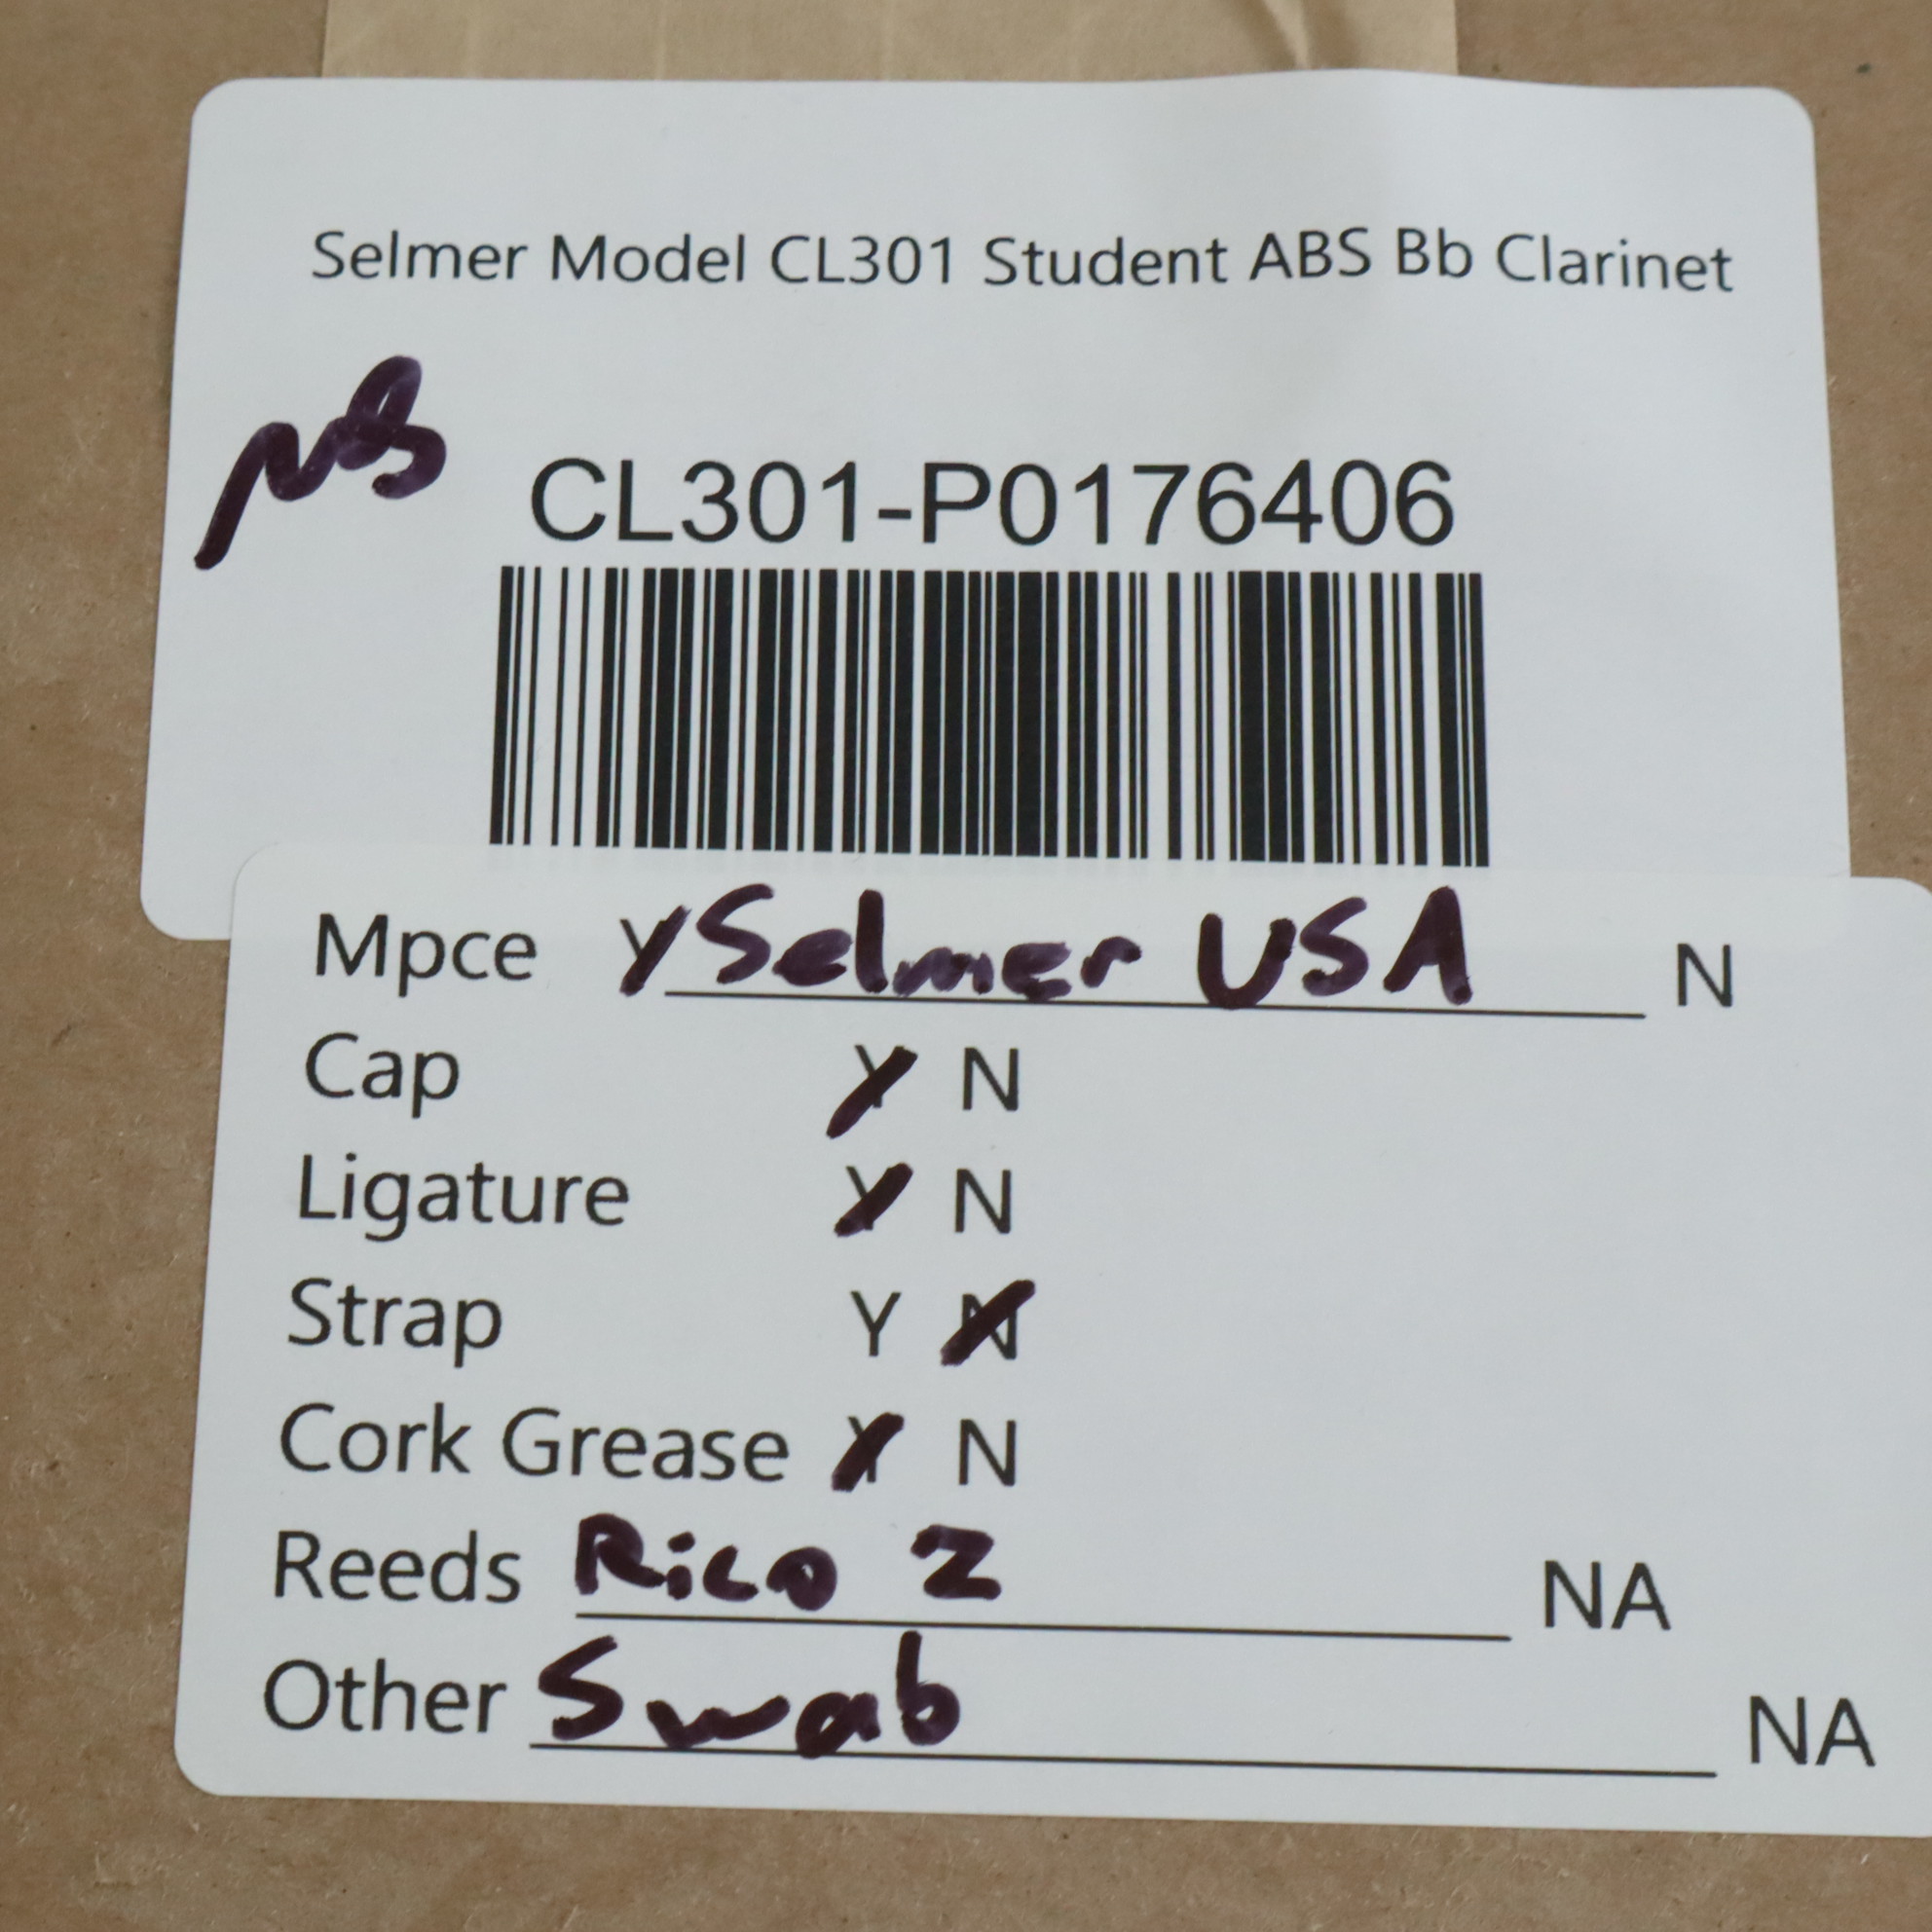 Selmer Model CL301 Student ABS Bb Clarinet
CL301-P0176406
Mpce Y Selmer USA N
Cap Y N
Ligature Y N
Strap Y N
Cork Grease Y N
Reeds Rico 2 NA
Other Swab NA